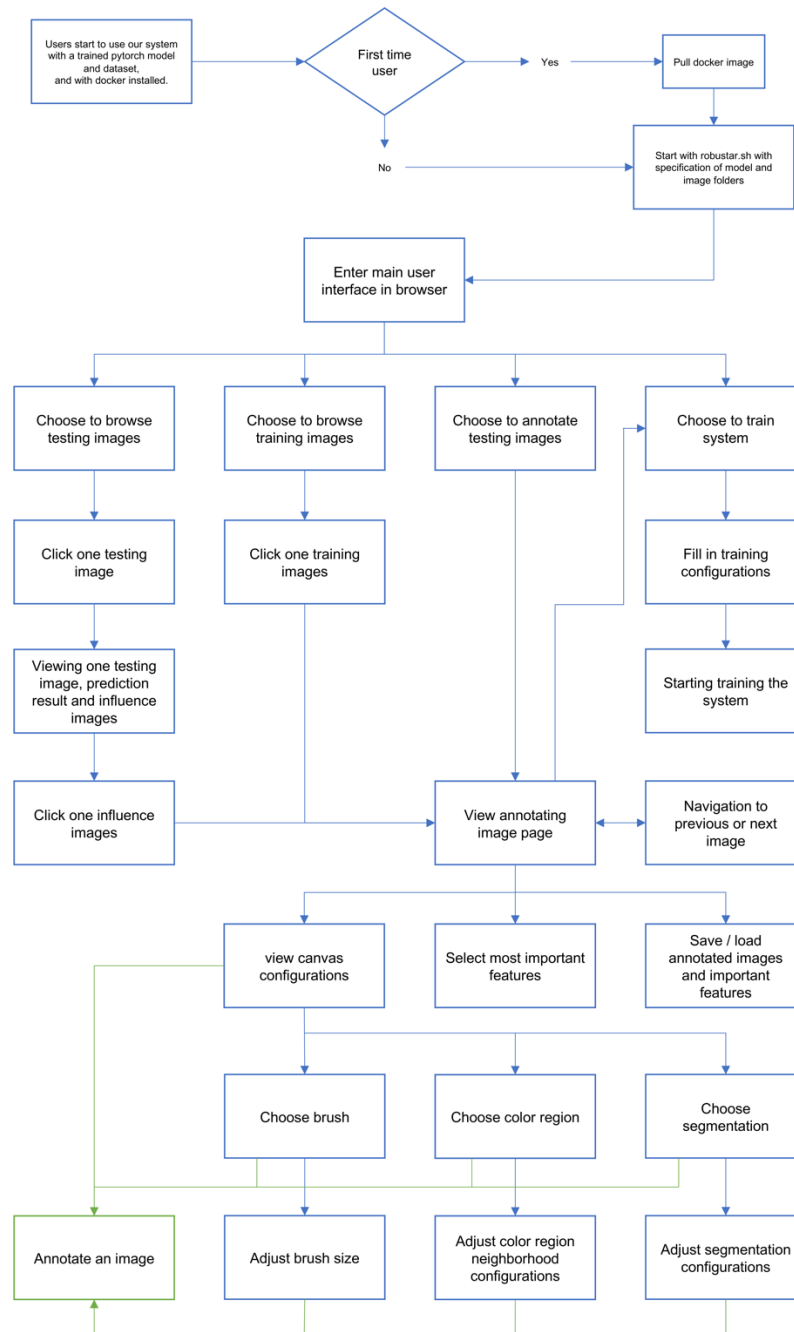 Users start to use our system
with a trained pytorch model
and dataset,
and with docker installed.
First time
user
Yes
Pull docker image
No
Start with robustar.sh with
specification of model and
image folders
Enter main user
interface in browser
Choose to browse
testing images
Choose to browse
training images
Choose to annotate
testing images
Choose to train
system
Click one testing
image
Click one training
images
Fill in training
configurations
Viewing one testing
image, prediction
result and influence
images
Starting training the
system
Click one influence
images
View annotating
image page
Navigation to
previous or next
image
view canvas
configurations
Select most important
features
Save / load
annotated images
and important
features
Choose brush
Choose color region
Choose
segmentation
Annotate an image
Adjust brush size
Adjust color region
neighborhood
configurations
Adjust segmentation
configurations